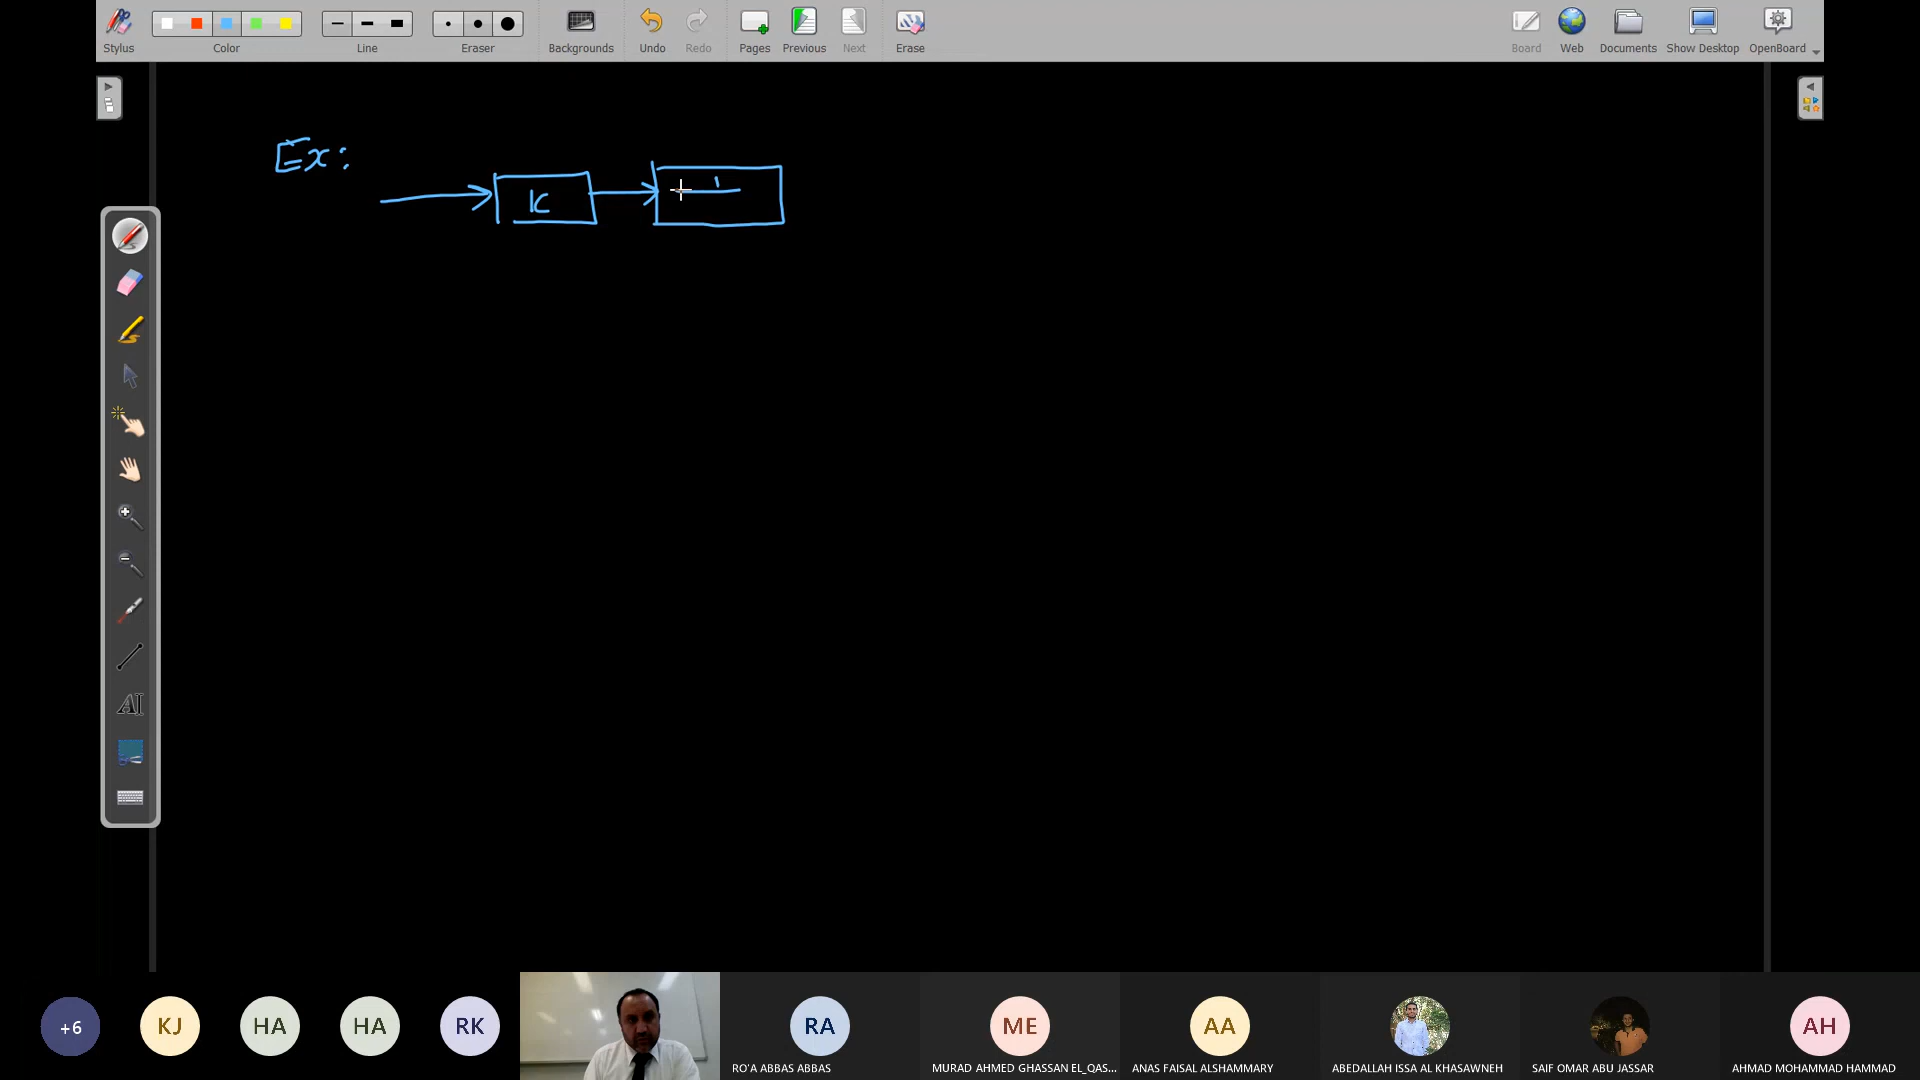 Stylus
Color
Line
Eraser
Backgrounds
Undo
Redo
Pages
Previous
Next
Erase
Board
Web
Documents
Show Desktop
OpenBoard
Ex:
K
1
AI
+6
KJ
HA
HA
RK
RA
ME
AA
AH
RO'A ABBAS ABBAS
MURAD AHMED GHASSAN EL_QAS...
ANAS FAISAL ALSHAMMARY
ABEDALLAH ISSA AL KHASAWNEH
SAIF OMAR ABU JASSAR
AHMAD MOHAMMAD HAMMAD